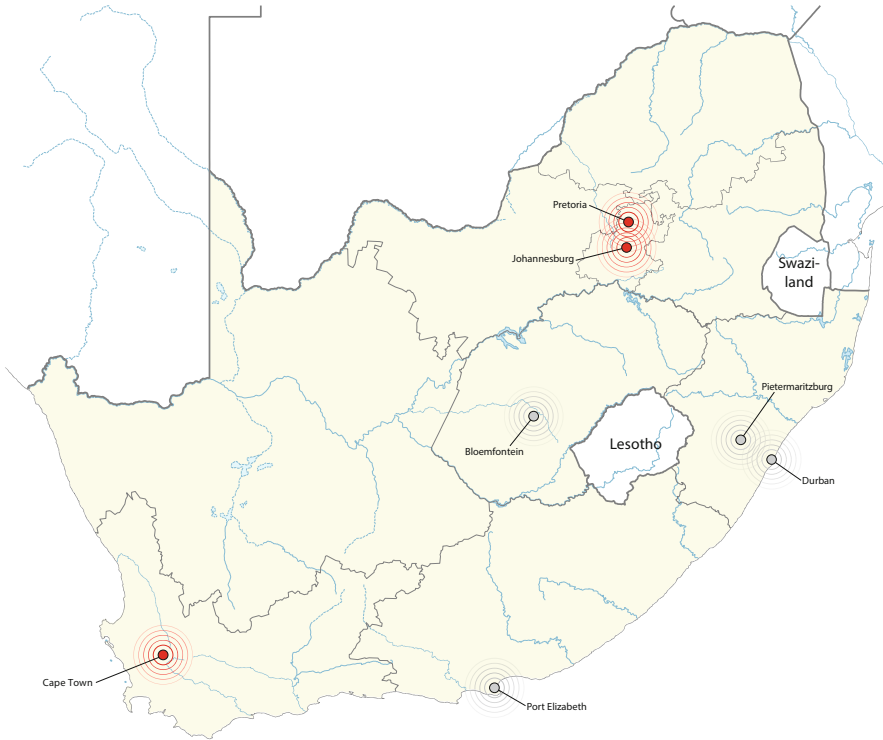 Pretoria
Johannesburg
Swazi-
land
Pietermaritzburg
Lesotho
Bloemfontein
Durban
Cape Town
Port Elizabeth